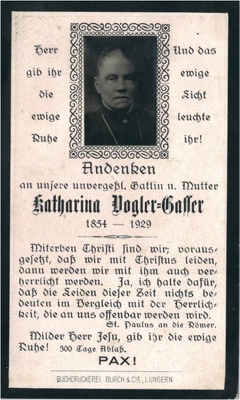 Herr
gib ihr
die
ewige
Ruhe
Und das
ewige
Licht
leuchte
ihr!
Andenken
an unsere unvergeßl. Gattin u. Mutter
Katharina Vogler-Gasser
1854 — 1929
Miterben Christi sind wir; voraus-
gesetzt, daß wir mit Christus leiden,
dann werden wir mit ihm auch ver-
herrlicht werden. Ja, ich halte dafür,
daß die Leiden dieser Zeit nichts be-
deuten im Bergleich mit der Herrlich-
keit, die an uns offenbar werden wird.
St. Paulus an die Römer.
Milder Herr Jesu, gib ihr die ewige
Ruhe! 300 Tage Ablaß.
PAX!
BUCHDRUCKEREI BURCH & CIE., LUNGERN